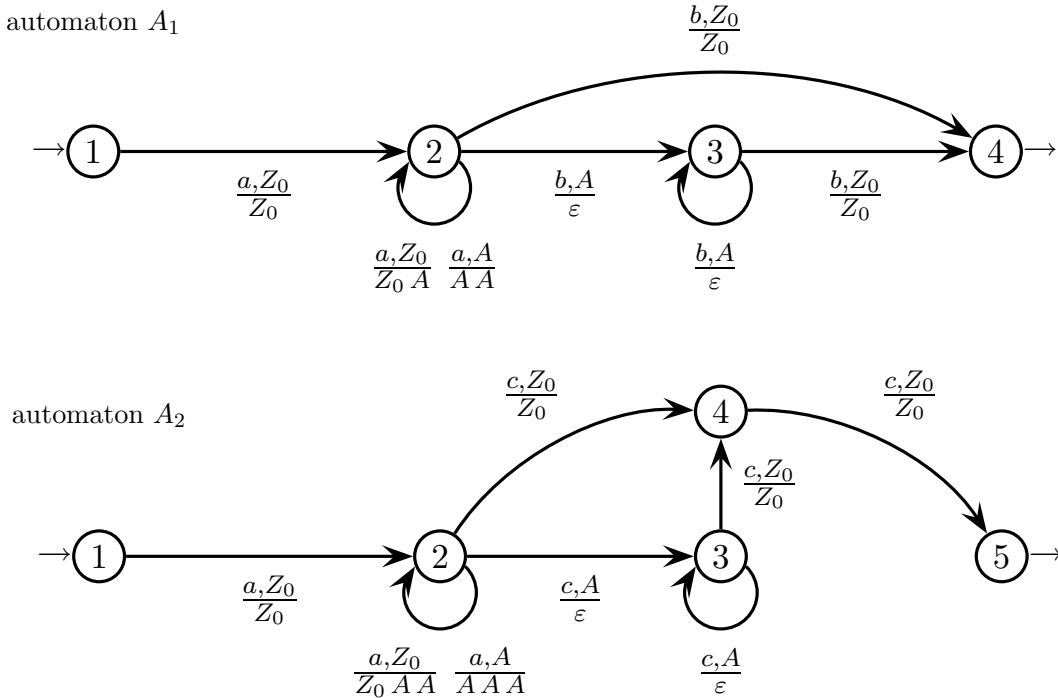 automaton A₁
b,Z₀
Z₀
→ 1 2 3 4 →
a,Z₀ b,A b,Z₀
Z₀ ε Z₀
a,Z₀ a,A b,A
Z₀ A A A ε
c,Z₀ c,Z₀
Z₀ Z₀
automaton A₂ 4
c,Z₀
Z₀
→ 1 2 3 5 →
a,Z₀ c,A
Z₀ ε
a,Z₀ a,A c,A
Z₀ A A A A A ε